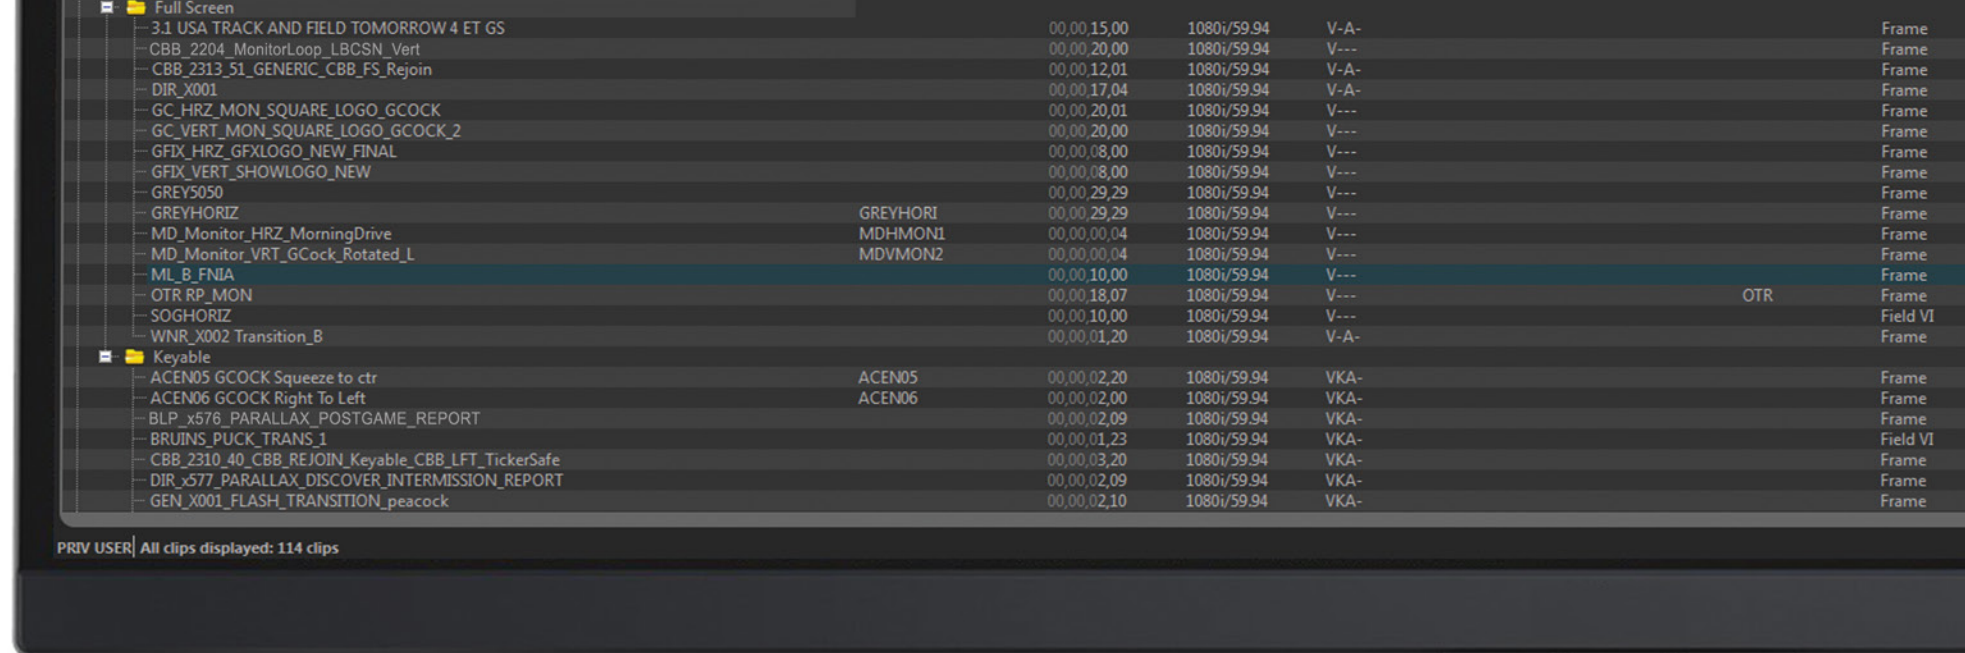 Full Screen
3.1 USA TRACK AND FIELD TOMORROW 4 ET GS 00,00,15,00 1080i/59.94 V-A- Frame
CBB_2204_MonitorLoop_LBCSN_Vert 00,00,20,00 1080i/59.94 V--- Frame
CBB_2313_51_GENERIC_CBB_FS_Rejoin 00,00,12,01 1080i/59.94 V-A- Frame
DIR_X001 00,00,17,04 1080i/59.94 V-A- Frame
GC_HRZ_MON_SQUARE_LOGO_GCOCK 00,00,20,01 1080i/59.94 V--- Frame
GC_VERT_MON_SQUARE_LOGO_GCOCK_2 00,00,20,00 1080i/59.94 V--- Frame
GFIX_HRZ_GFXLOGO_NEW_FINAL 00,00,08,00 1080i/59.94 V--- Frame
GFIX_VERT_SHOWLOGO_NEW 00,00,08,00 1080i/59.94 V--- Frame
GREY5050 00,00,29,29 1080i/59.94 V--- Frame
GREYHORIZ GREYHORI 00,00,29,29 1080i/59.94 V--- Frame
MD_Monitor_HRZ_MorningDrive MDHMON1 00,00,00,04 1080i/59.94 V--- Frame
MD_Monitor_VRT_GCock_Rotated_L MDVMON2 00,00,00,04 1080i/59.94 V--- Frame
ML_B_FNIA 00,00,10,00 1080i/59.94 V--- Frame
OTR RP_MON 00,00,18,07 1080i/59.94 V--- OTR Frame
SOGHORIZ 00,00,10,00 1080i/59.94 V--- Field VI
WNR_X002 Transition_B 00,00,01,20 1080i/59.94 V-A- Frame
Keyable
ACEN05 GCOCK Squeeze to ctr ACEN05 00,00,02,20 1080i/59.94 VKA- Frame
ACEN06 GCOCK Right To Left ACEN06 00,00,02,00 1080i/59.94 VKA- Frame
BLP_x576_PARALLAX_POSTGAME_REPORT 00,00,02,09 1080i/59.94 VKA- Frame
BRUINS_PUCK_TRANS_1 00,00,01,23 1080i/59.94 VKA- Field VI
CBB_2310_40_CBB_REJOIN_Keyable_CBB_LFT_TickerSafe 00,00,03,20 1080i/59.94 VKA- Frame
DIR_x577_PARALLAX_DISCOVER_INTERMISSION_REPORT 00,00,02,09 1080i/59.94 VKA- Frame
GEN_X001_FLASH_TRANSITION_peacock 00,00,02,10 1080i/59.94 VKA- Frame
PRIV USER All clips displayed: 114 clips